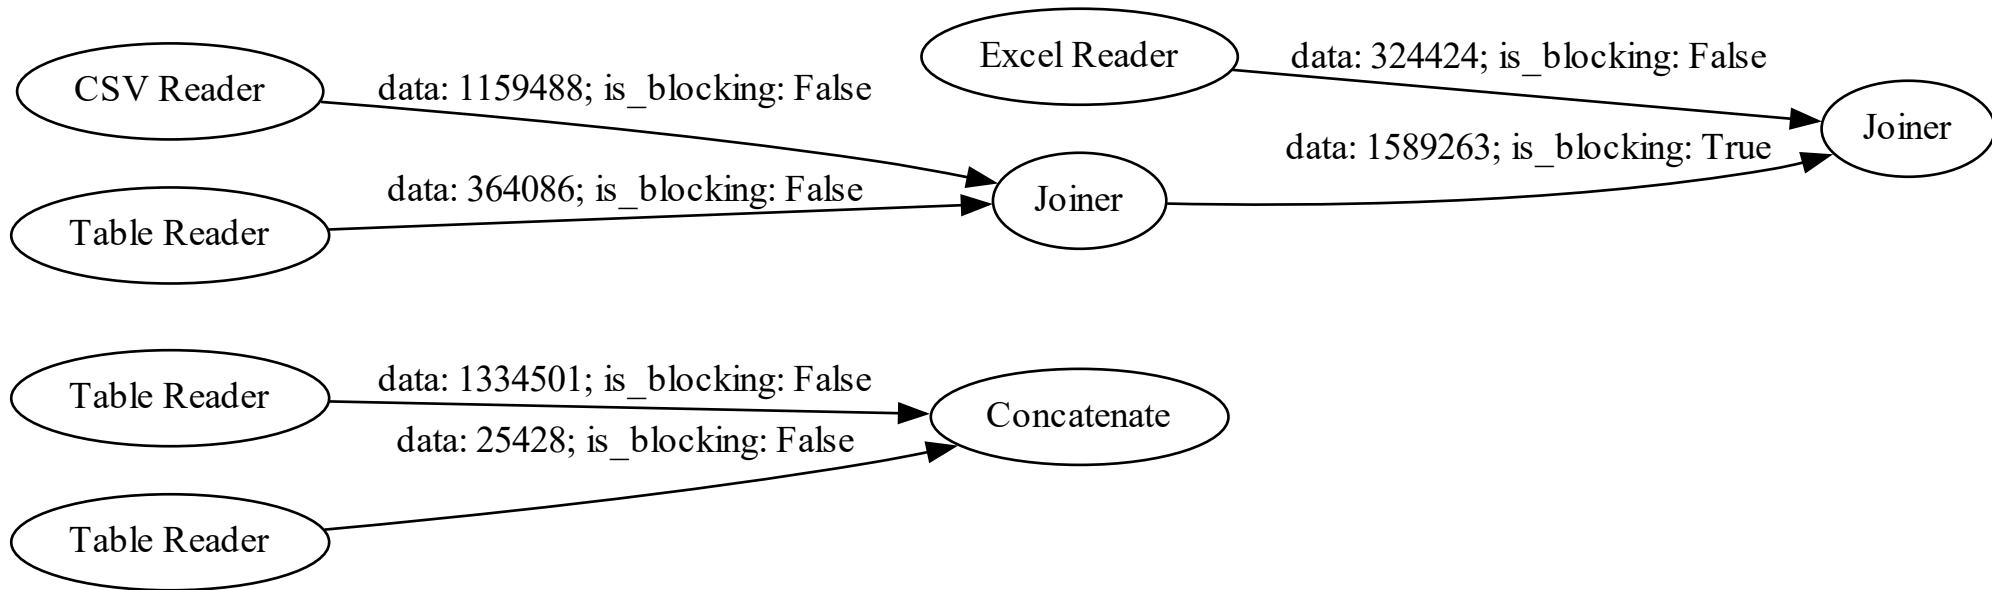 CSV Reader
data: 1159488; is_blocking: False
Excel Reader
data: 324424; is_blocking: False
Joiner
data: 1589263; is_blocking: True
Table Reader
data: 364086; is_blocking: False
Joiner
Table Reader
data: 1334501; is_blocking: False
Concatenate
data: 25428; is_blocking: False
Table Reader